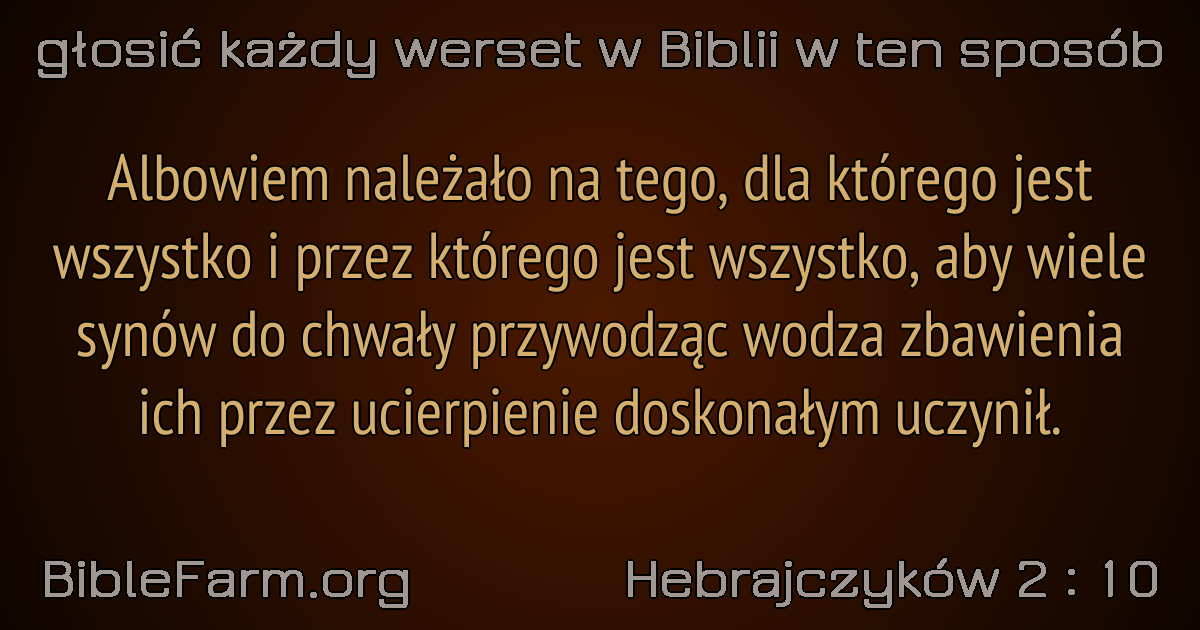 głosić każdy werset w Biblii w ten sposób
Albowiem należało na tego, dla którego jest
wszystko i przez którego jest wszystko, aby wiele
synów do chwały przywodząc wodza zbawienia
ich przez ucierpienie doskonałym uczynił.
BibleFarm.org
Hebrajczyków 2 : 10